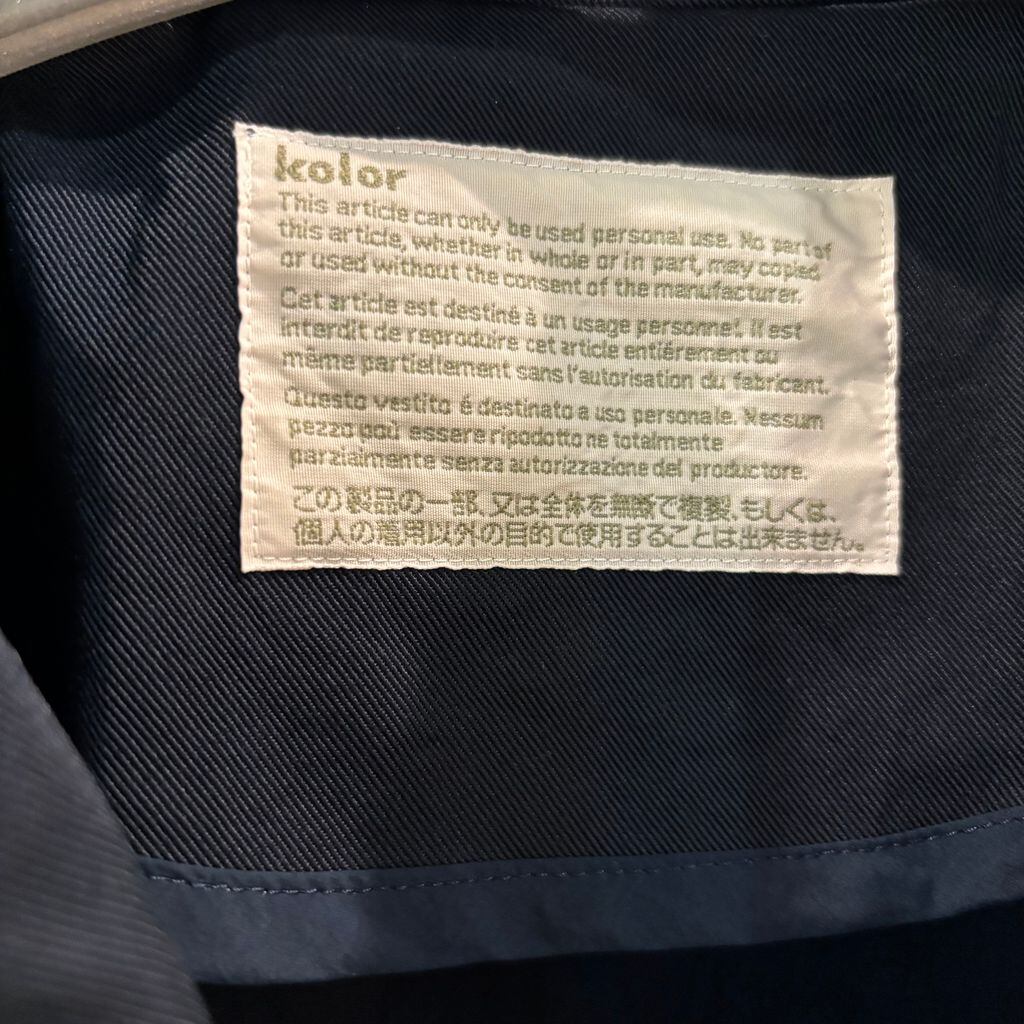 kolor
This article can only be used personal use. No part of
this article, whether in whole or in part, may copied
or used without the consent of the manufacturer.
Cet article est destiné à un usage personnel. Il est
interdit de reproduire cet article entiérement ou
même partiellement sans l'autorisation du fabricant.
Questo vestito é destinato a uso personale. Nessum
pezzo paù essere ripodotto ne totalmente
parzialmente senza autorizzazione del productore.
この製品の一部、又は全体を無断で複製、もしくは、
個人の着用以外の目的で使用することは出来ません。